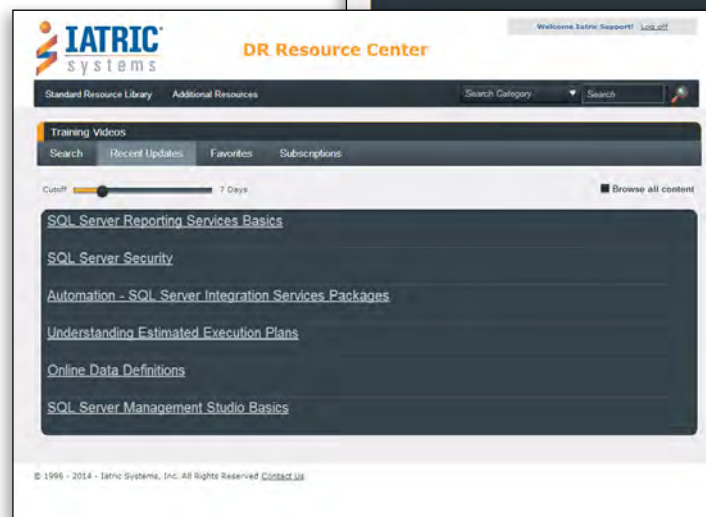 IATRIC
systems
DR Resource Center
Welcome Iatric Support! Log off
Standard Resource Library Additional Resources Search Category Search
Training Videos
Search Recent Updates Favorites Subscriptions
Cutoff 7 Days Browse all content
SQL Server Reporting Services Basics
SQL Server Security
Automation - SQL Server Integration Services Packages
Understanding Estimated Execution Plans
Online Data Definitions
SQL Server Management Studio Basics
© 1996 - 2014 - Iatric Systems, Inc. All Rights Reserved Contact Us